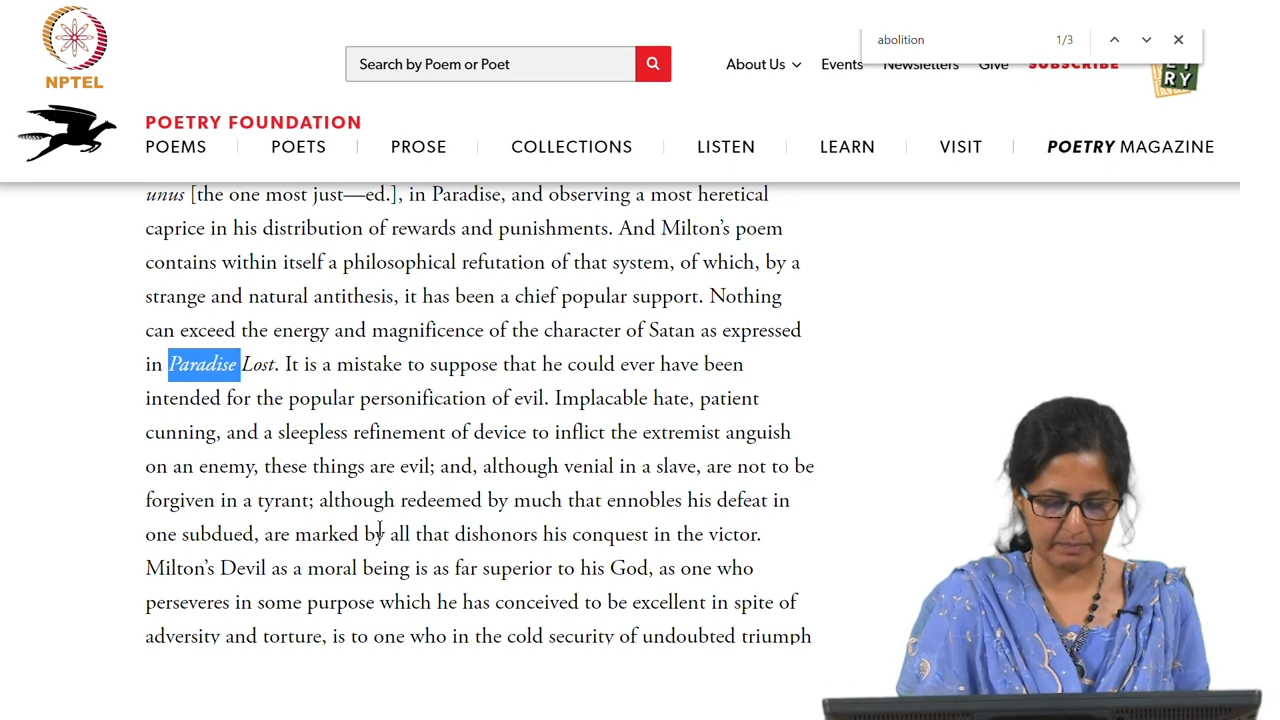 NPTEL
abolition 1/3
Search by Poem or Poet
About Us Events Newsletters Give SUBSCRIBE
RY
POETRY FOUNDATION
POEMS POETS PROSE COLLECTIONS LISTEN LEARN VISIT POETRY MAGAZINE
unus [the one most just—ed.], in Paradise, and observing a most heretical
caprice in his distribution of rewards and punishments. And Milton's poem
contains within itself a philosophical refutation of that system, of which, by a
strange and natural antithesis, it has been a chief popular support. Nothing
can exceed the energy and magnificence of the character of Satan as expressed
in Paradise Lost. It is a mistake to suppose that he could ever have been
intended for the popular personification of evil. Implacable hate, patient
cunning, and a sleepless refinement of device to inflict the extremist anguish
on an enemy, these things are evil; and, although venial in a slave, are not to be
forgiven in a tyrant; although redeemed by much that ennobles his defeat in
one subdued, are marked by all that dishonors his conquest in the victor.
Milton's Devil as a moral being is as far superior to his God, as one who
perseveres in some purpose which he has conceived to be excellent in spite of
adversity and torture, is to one who in the cold security of undoubted triumph